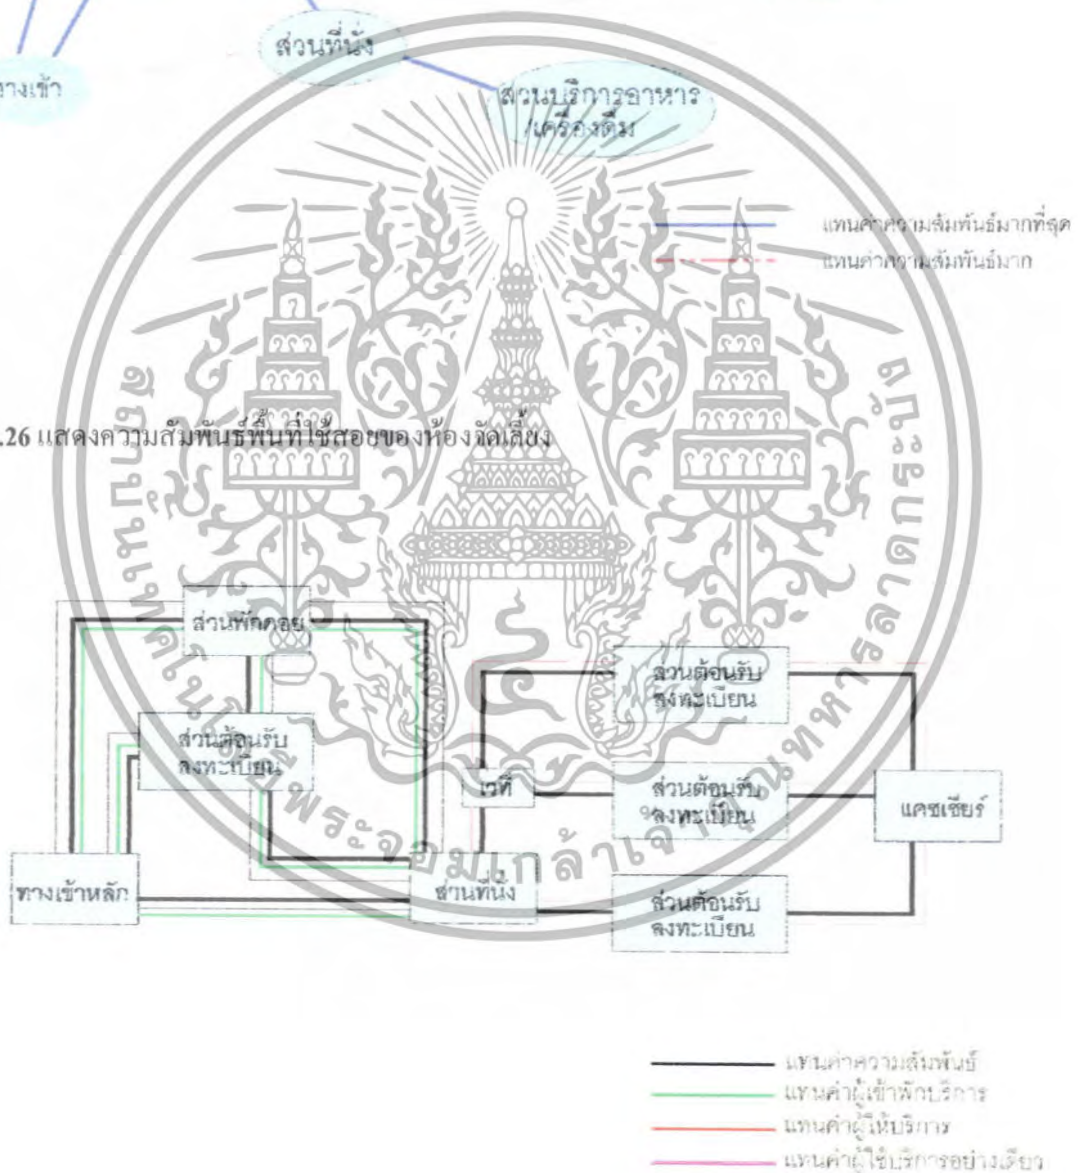 ส่วนที่นั่ง
ทางเข้า
ส่วนบริการอาหาร
/เครื่องดื่ม
แทนค่าความสัมพันธ์มากที่สุด
แทนค่าความสัมพันธ์มาก
.26 แสดงความสัมพันธ์พื้นที่ใช้สอยของห้องจัดเลี้ยง
ส่วนพักคอย
ส่วนต้อนรับ
ลงทะเบียน
ส่วนต้อนรับ
ลงทะเบียน
เวที
ส่วนต้อนรับ
ลงทะเบียน
แคชเชียร์
ทางเข้าหลัก
ส่วนที่นั่ง
ส่วนต้อนรับ
ลงทะเบียน
สถาบันเทคโนโลยีพระจอมเกล้าเจ้าคุณทหารลาดกระบัง
แทนค่าความสัมพันธ์
แทนค่าผู้เข้าพักบริการ
แทนค่าผู้ให้บริการ
แทนค่าผู้ใช้บริการอย่างเดียว